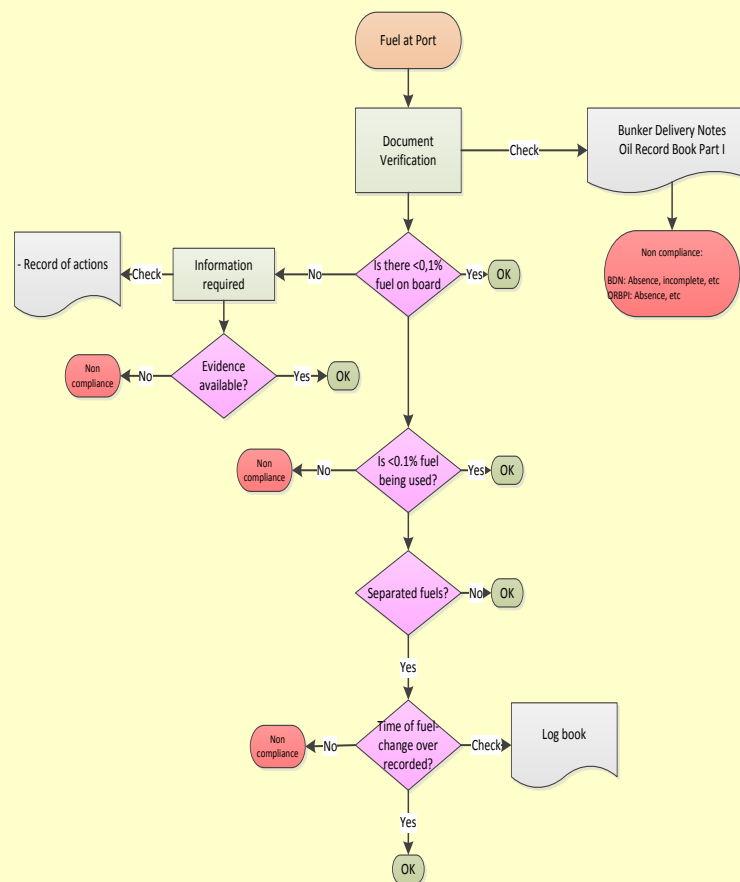 Fuel at Port
Document
Verification
Check
Bunker Delivery Notes
Oil Record Book Part I
Non compliance:
BDN: Absence, incomplete, etc
ORBPI: Absence, etc
- Record of actions
Check
Information
required
No
Is there <0,1%
fuel on board
Yes
OK
Non
compliance
No
Evidence
available?
Yes
OK
Non
compliance
No
Is <0.1% fuel
being used?
Yes
OK
Separated fuels?
No
OK
Yes
Non
compliance
No
Time of fuel-
change over
recorded?
Check
Log book
Yes
OK